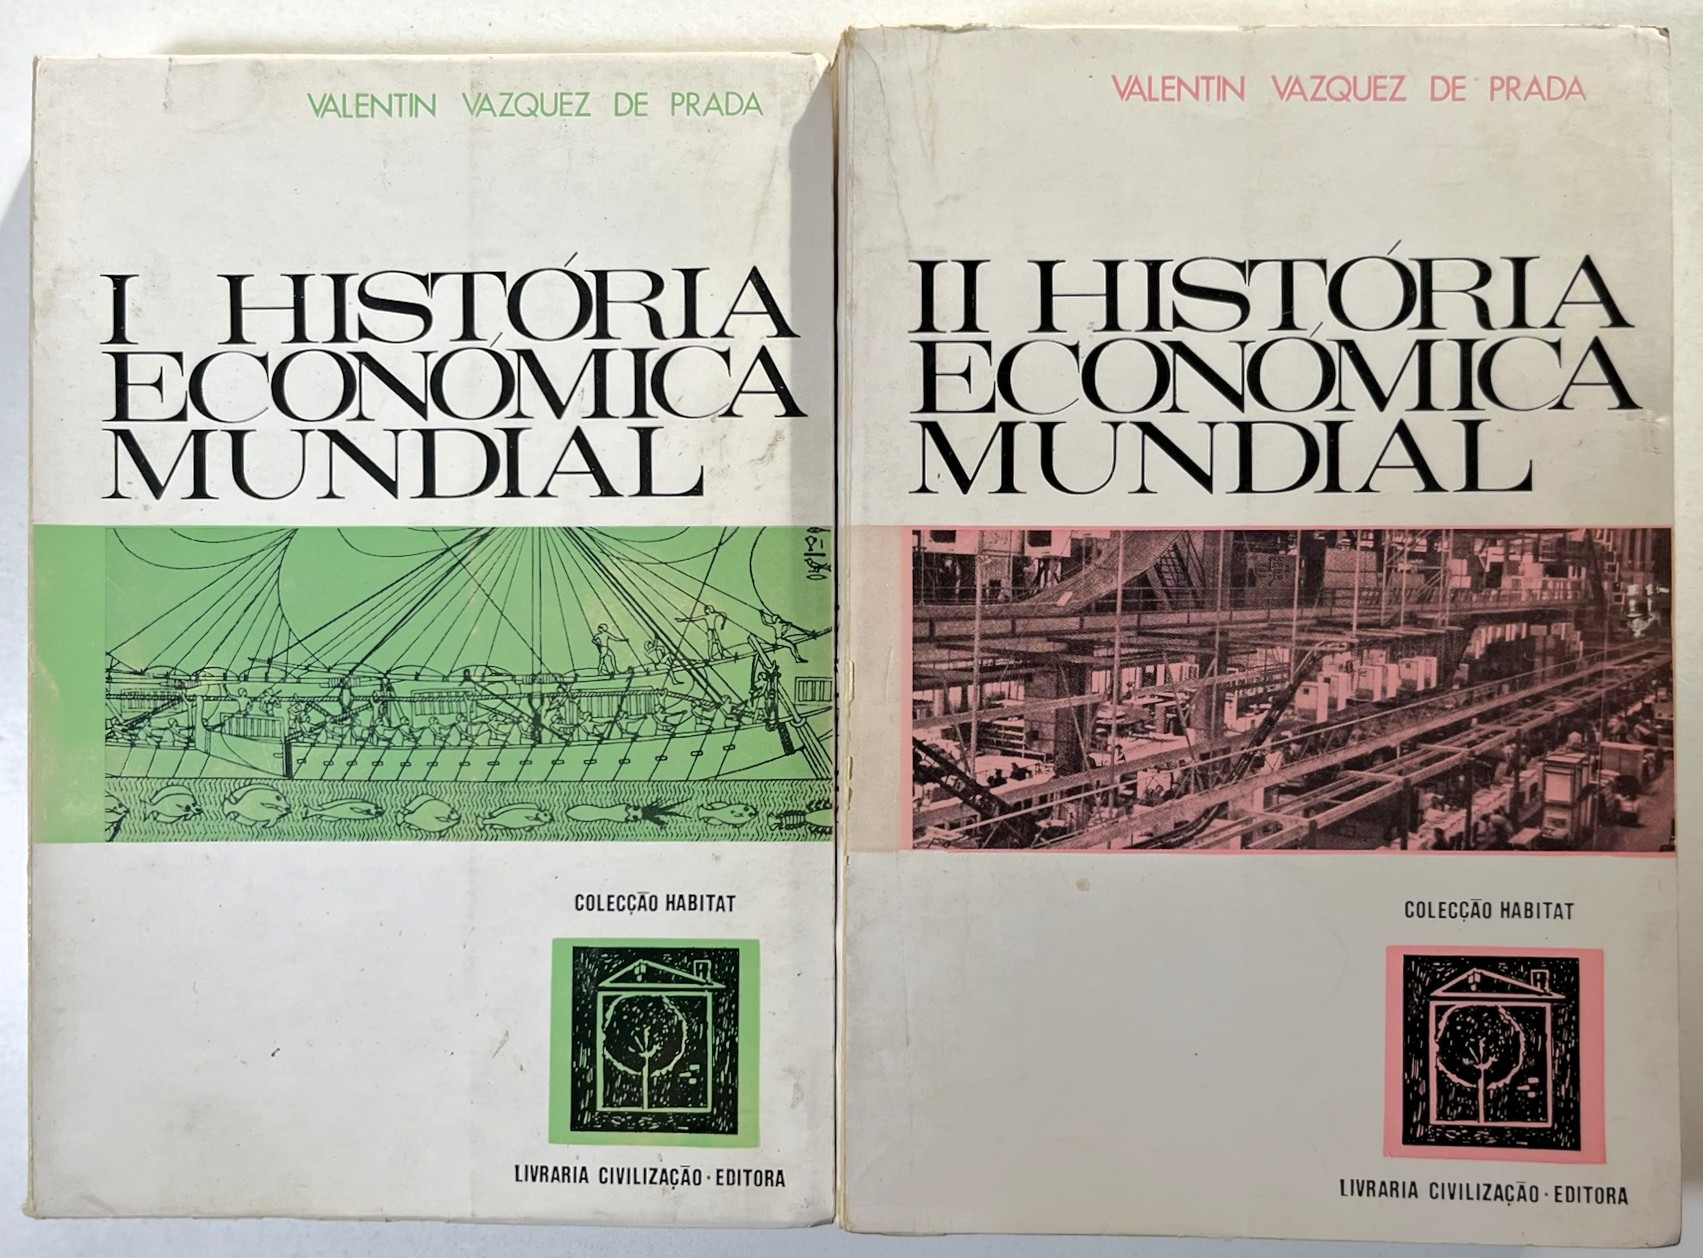 VALENTIN VAZQUEZ DE PRADA
I HISTÓRIA
ECONÓMICA
MUNDIAL
COLECÇÃO HABITAT
LIVRARIA CIVILIZAÇÃO · EDITORA
VALENTIN VAZQUEZ DE PRADA
II HISTÓRIA
ECONÓMICA
MUNDIAL
COLECÇÃO HABITAT
LIVRARIA CIVILIZAÇÃO · EDITORA